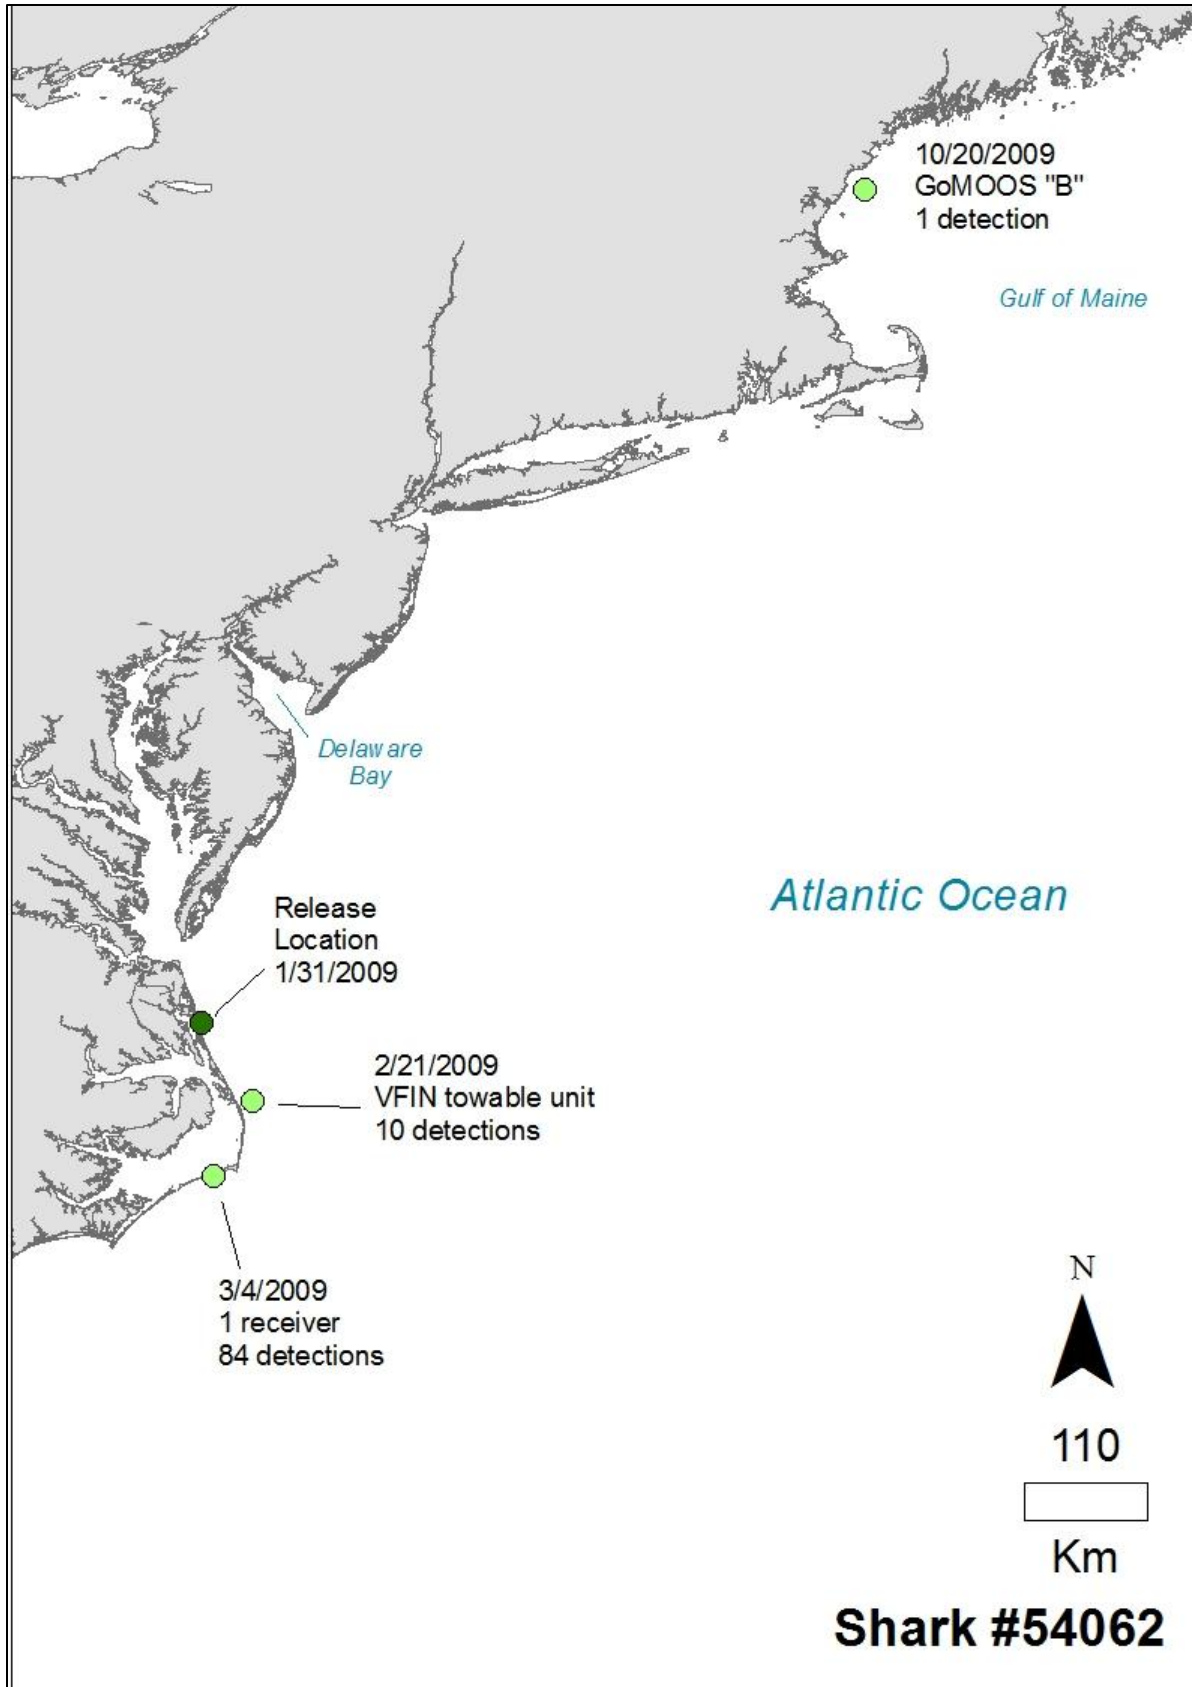 10/20/2009
GoMOOS "B"
1 detection
Gulf of Maine
Delaware
Bay
Atlantic Ocean
Release
Location
1/31/2009
2/21/2009
VFIN towable unit
10 detections
3/4/2009
1 receiver
84 detections
N
110
Km
Shark #54062